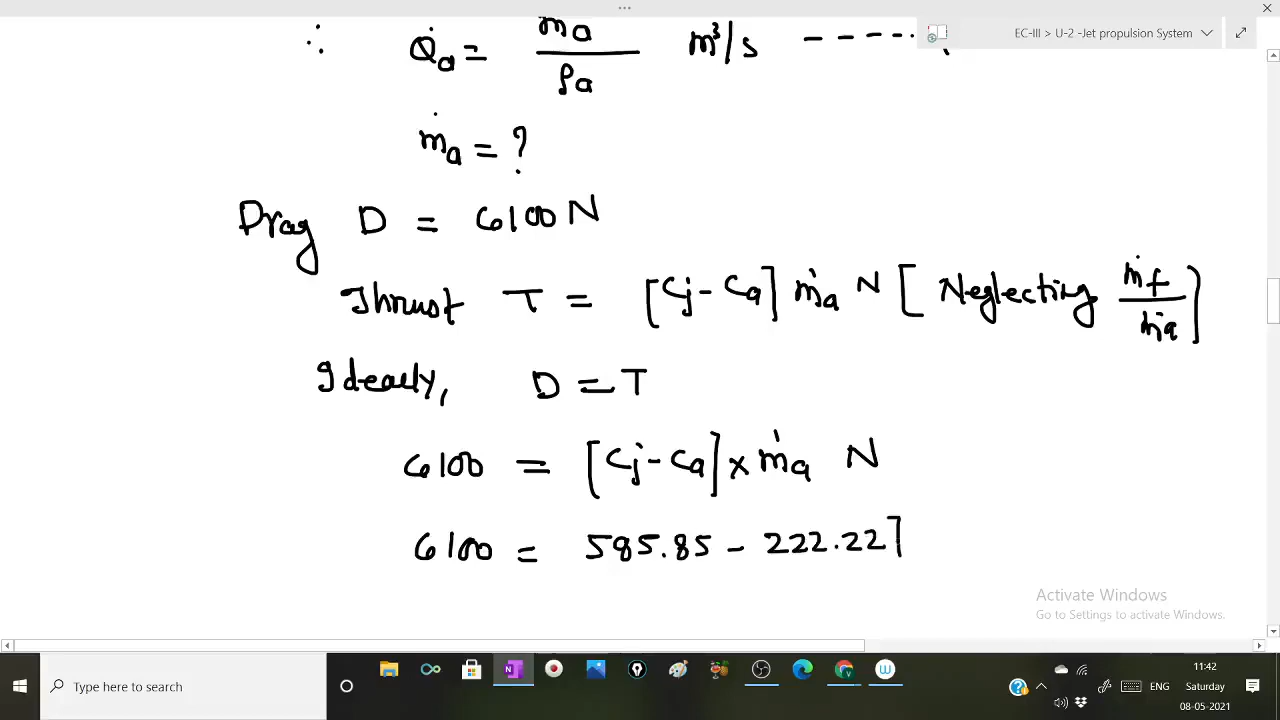 EC-III > U-2 -Jet propulsion System
∴ Q̇a = ṁa / ρa m³/s -----
ṁa = ?
Drag D = 6100 N
Thrust T = [Cj - Ca] ṁa N [Neglecting ṁf / ṁa]
Ideally, D = T
6100 = [Cj - Ca] × ṁa N
6100 = 585.85 - 222.22]
Activate Windows
Go to Settings to activate Windows.
Type here to search
ENG
11:42
Saturday
08-05-2021